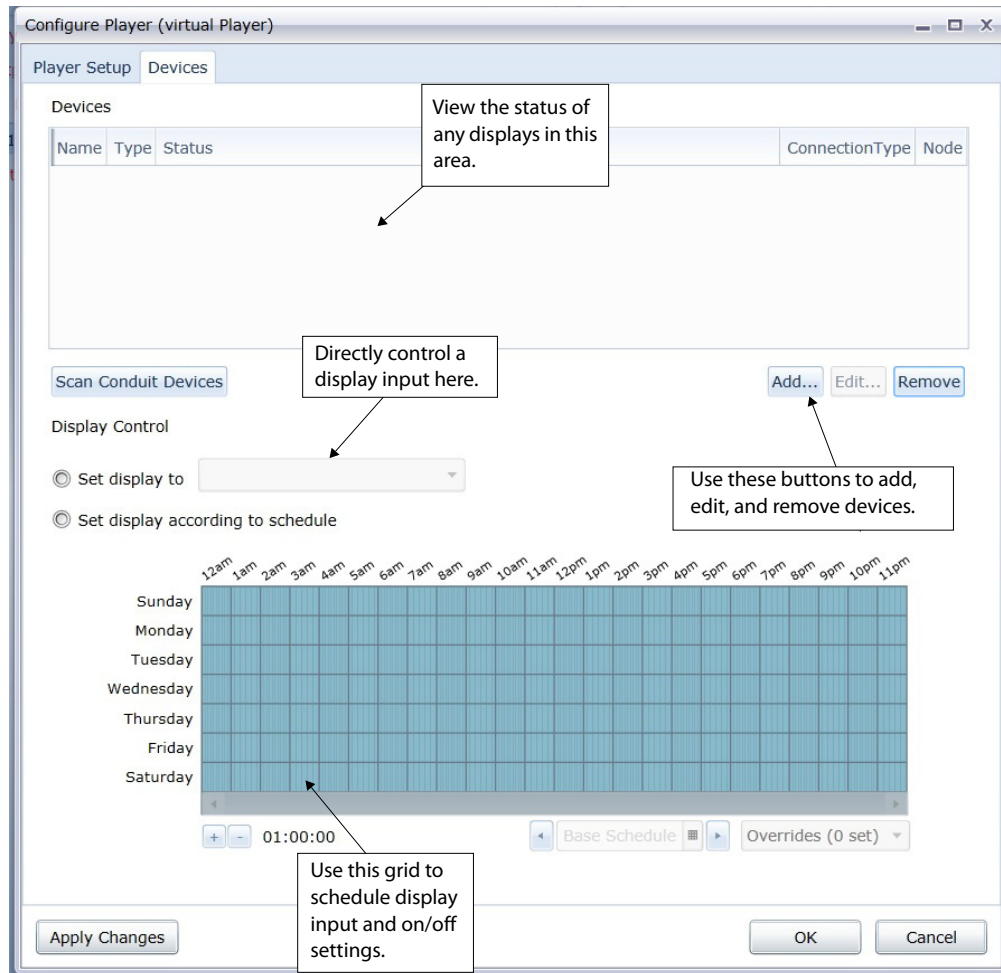 Configure Player (virtual Player)
Player Setup Devices
Devices
View the status of
any displays in this
area.
Name Type Status ConnectionType Node
Directly control a
display input here.
Scan Conduit Devices Add... Edit... Remove
Display Control
Use these buttons to add,
edit, and remove devices.
Set display to
Set display according to schedule
12am 1am 2am 3am 4am 5am 6am 7am 8am 9am 10am 11am 12pm 1pm 2pm 3pm 4pm 5pm 6pm 7pm 8pm 9pm 10pm 11pm
Sunday
Monday
Tuesday
Wednesday
Thursday
Friday
Saturday
+ - 01:00:00 Base Schedule Overrides (0 set)
Use this grid to
schedule display
input and on/off
settings.
Apply Changes OK Cancel